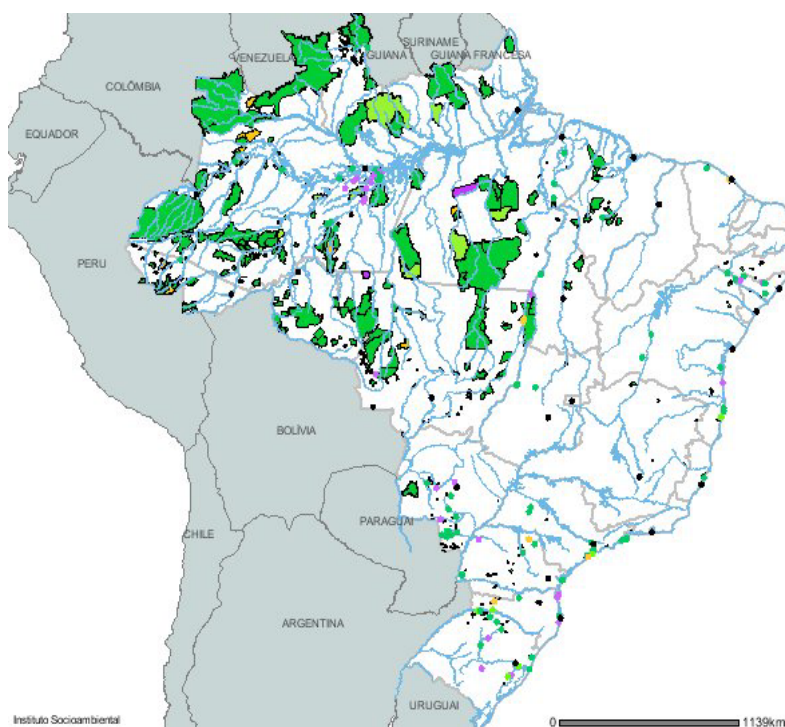 SURINAME
VENEZUELA
GUIANA
GUIANA FRANCESA
COLÔMBIA
EQUADOR
PERU
BOLÍVIA
PARAGUAI
CHILE
ARGENTINA
URUGUAI
Instituto Socioambiental
0 1139km